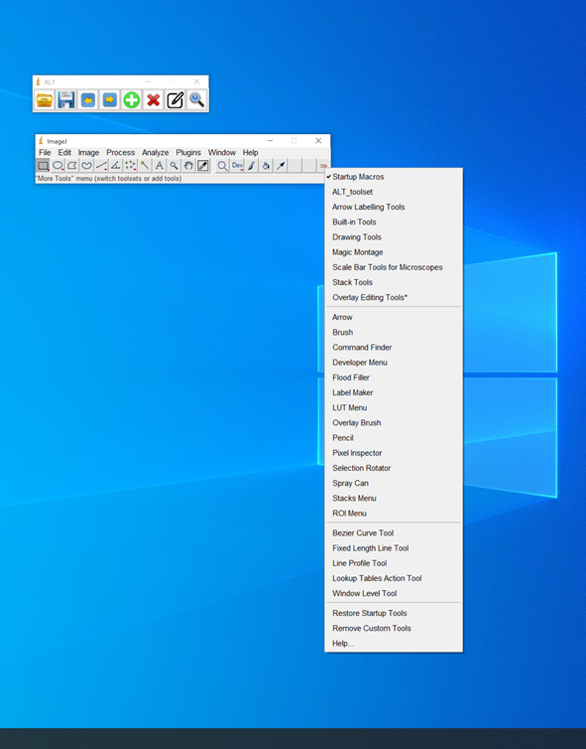 ALT
ImageJ
File Edit Image Process Analyze Plugins Window Help
A Dev >>
"More Tools" menu (switch toolsets or add tools)
Startup Macros
ALT_toolset
Arrow Labelling Tools
Built-in Tools
Drawing Tools
Magic Montage
Scale Bar Tools for Microscopes
Stack Tools
Overlay Editing Tools*
Arrow
Brush
Command Finder
Developer Menu
Flood Filler
Label Maker
LUT Menu
Overlay Brush
Pencil
Pixel Inspector
Selection Rotator
Spray Can
Stacks Menu
ROI Menu
Bezier Curve Tool
Fixed Length Line Tool
Line Profile Tool
Lookup Tables Action Tool
Window Level Tool
Restore Startup Tools
Remove Custom Tools
Help...